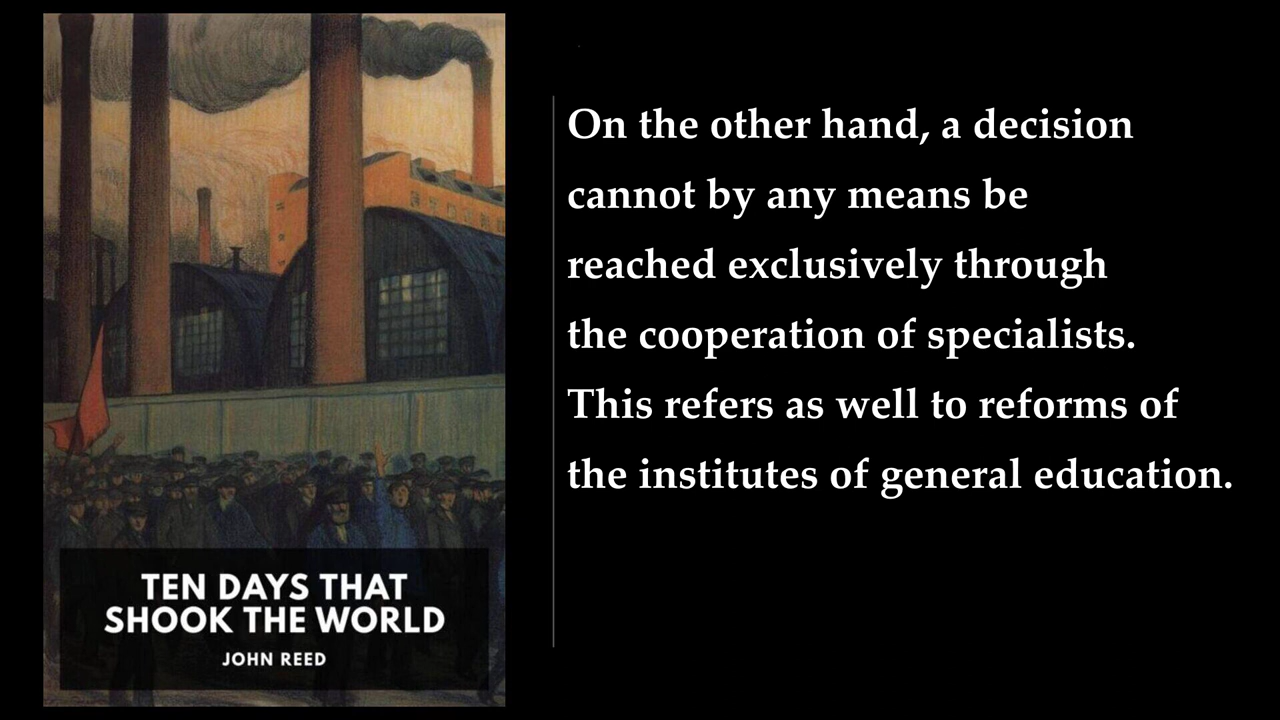 On the other hand, a decision
cannot by any means be
reached exclusively through
the cooperation of specialists.
This refers as well to reforms of
the institutes of general education.
TEN DAYS THAT
SHOOK THE WORLD
JOHN REED